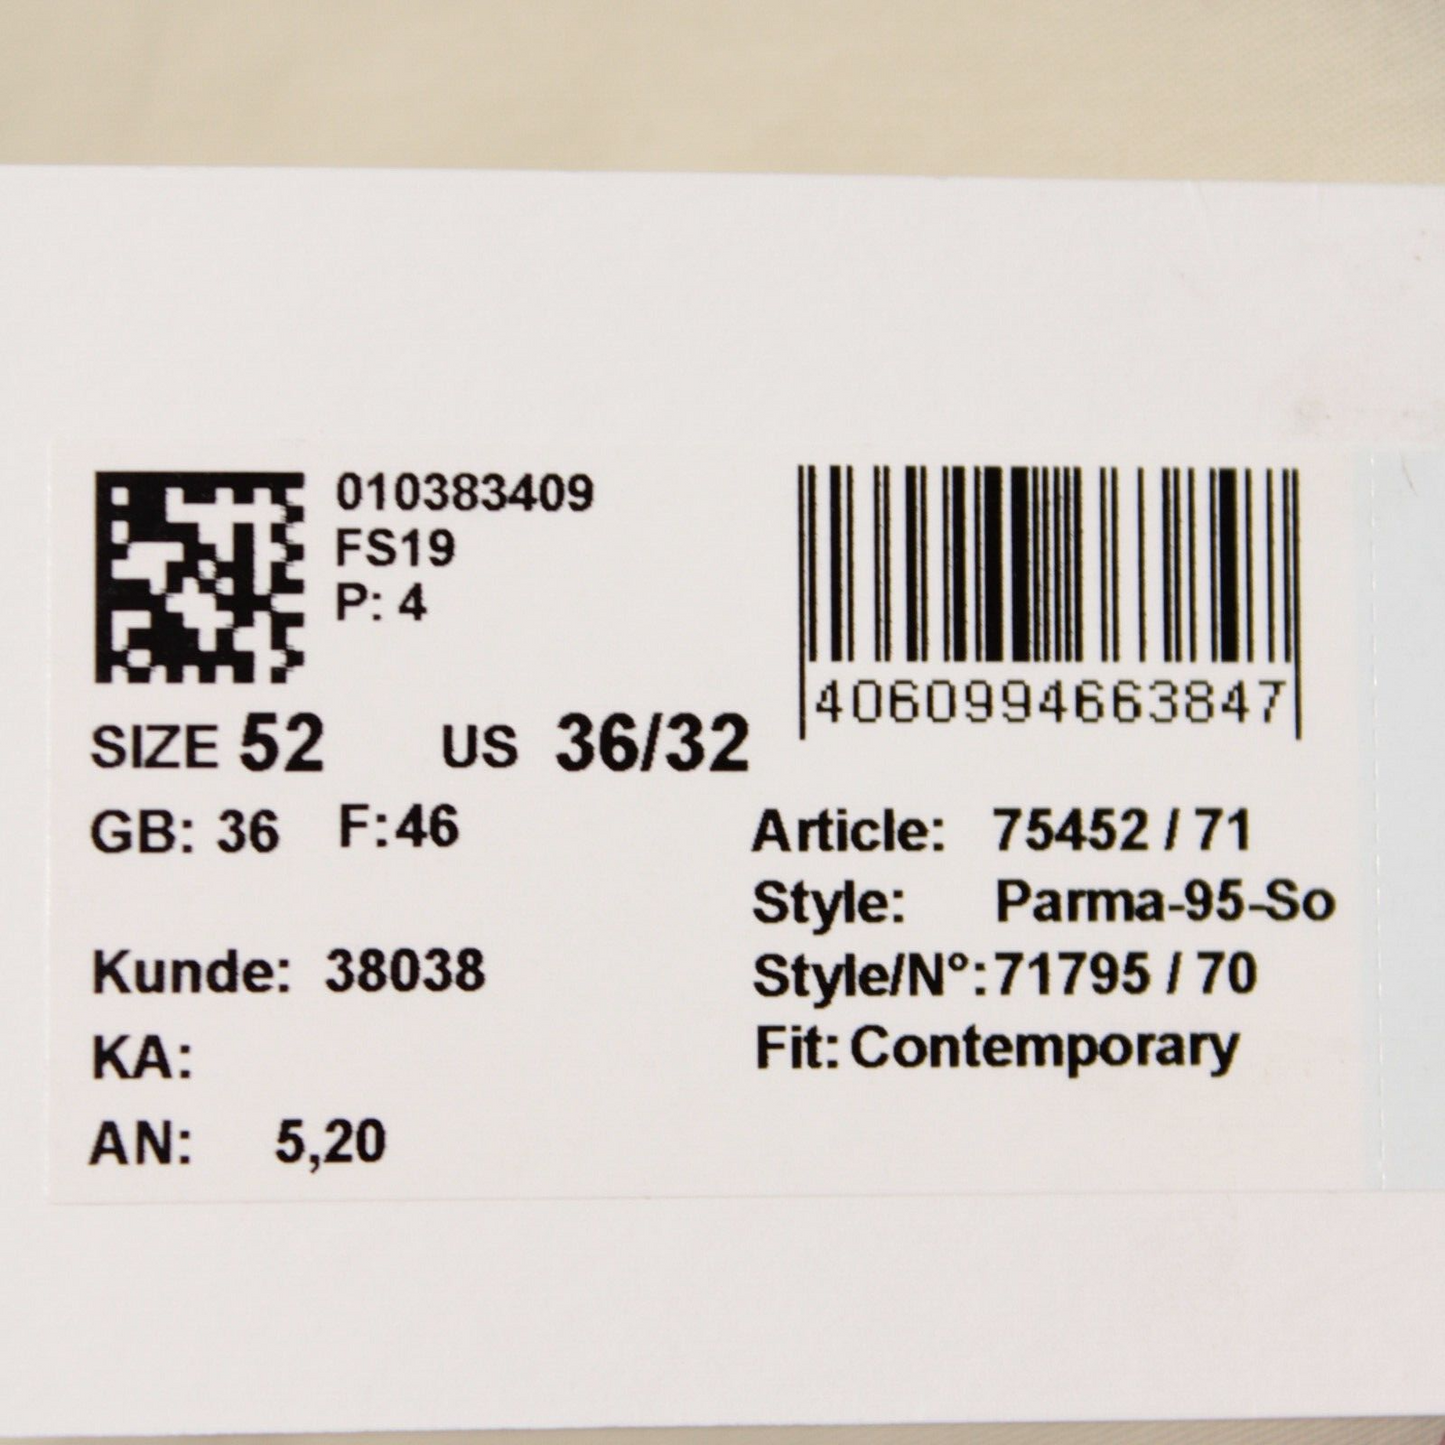 010383409
FS19
P: 4
4060994663847
SIZE 52 US 36/32
GB: 36 F:46
Kunde: 38038
KA:
AN: 5,20
Article: 75452 / 71
Style: Parma-95-So
Style/N°:71795 / 70
Fit: Contemporary